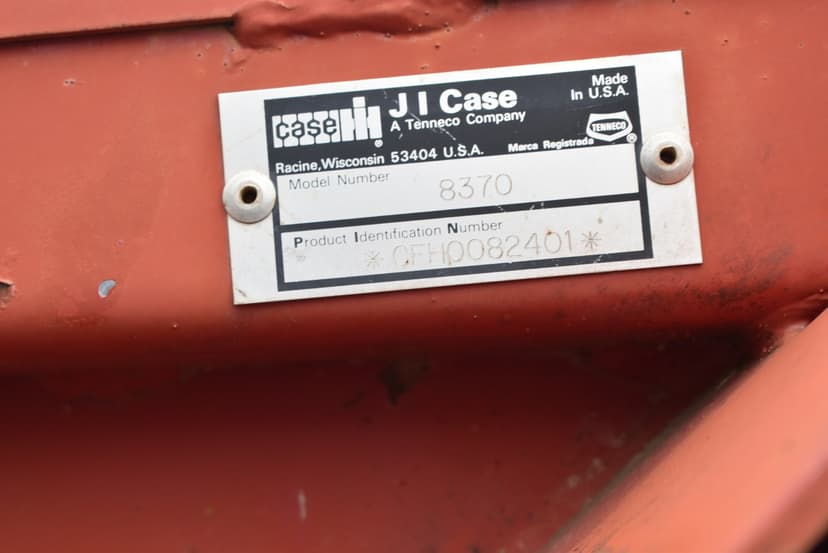 case IH
J I Case
A Tenneco Company
Made
In U.S.A.
TENNECO
Racine, Wisconsin 53404 U.S.A.
Marca Registrada
Model Number
8370
Product Identification Number
*CFH0082401*